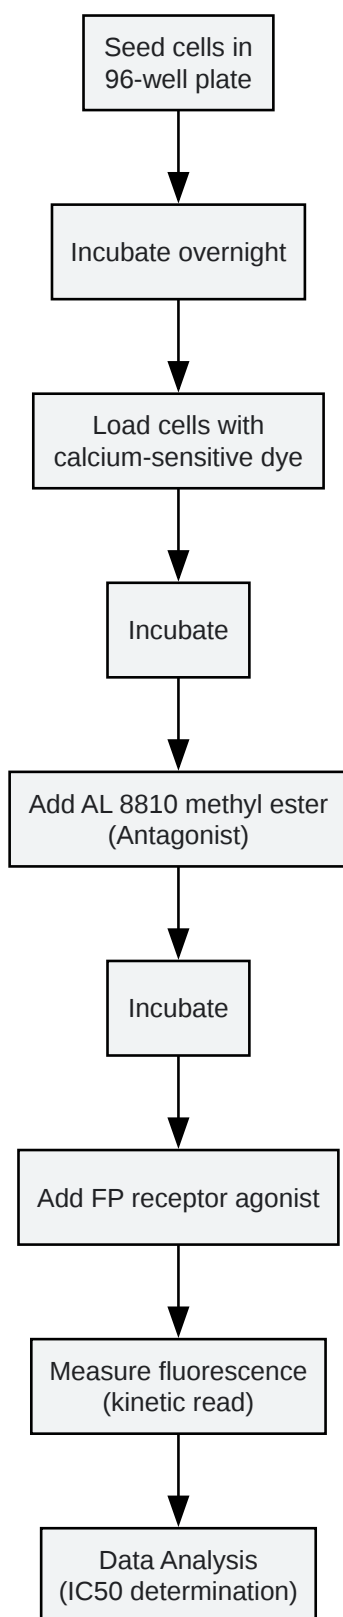 Seed cells in
96-well plate
Incubate overnight
Load cells with
calcium-sensitive dye
Incubate
Add AL 8810 methyl ester
(Antagonist)
Incubate
Add FP receptor agonist
Measure fluorescence
(kinetic read)
Data Analysis
(IC50 determination)